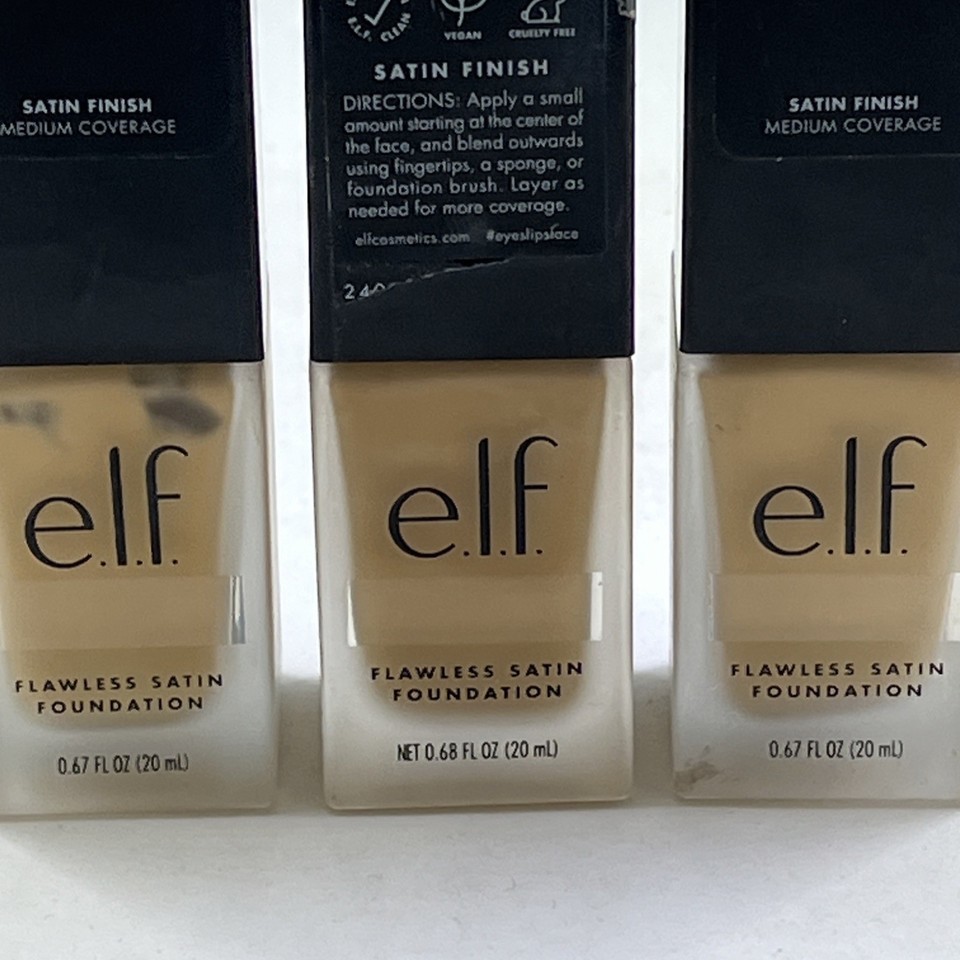 SATIN FINISH
MEDIUM COVERAGE
e.l.f.
FLAWLESS SATIN
FOUNDATION
0.67 FL OZ (20 mL)
E.L.F. CLEAN
VEGAN
CRUELTY FREE
SATIN FINISH
DIRECTIONS: Apply a small
amount starting at the center of
the face, and blend outwards
using fingertips, a sponge, or
foundation brush. Layer as
needed for more coverage.
elfcosmetics.com #eyeslipsface
e.l.f.
FLAWLESS SATIN
FOUNDATION
NET 0.68 FL OZ (20 mL)
SATIN FINISH
MEDIUM COVERAGE
e.l.f.
FLAWLESS SATIN
FOUNDATION
0.67 FL OZ (20 mL)